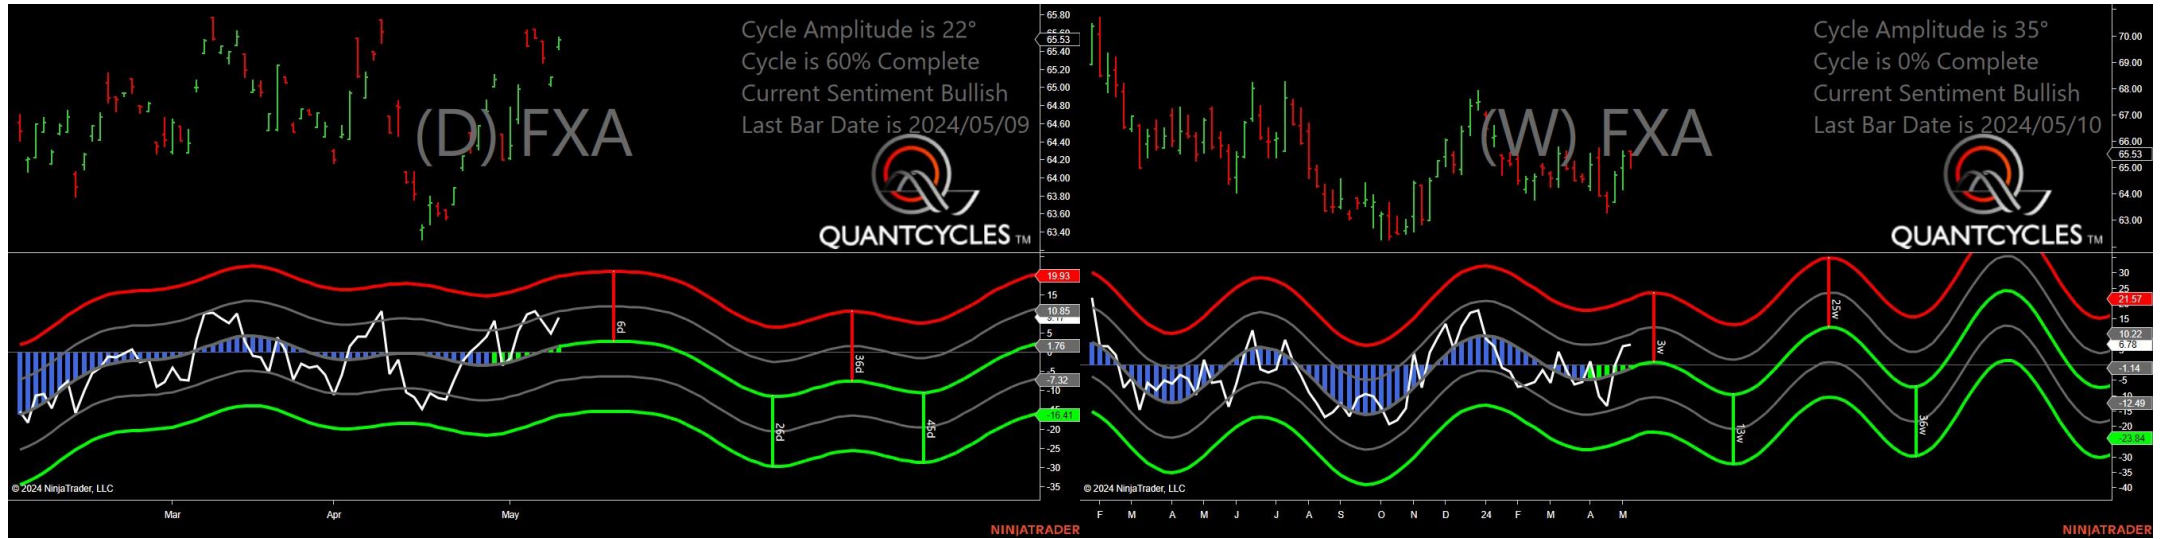 Cycle Amplitude is 22°
Cycle is 60% Complete
Current Sentiment Bullish
Last Bar Date is 2024/05/09
(D) FXA
QUANTCYCLES TM
65.80
65.53
65.40
65.20
65.00
64.80
64.60
64.40
64.20
64.00
63.80
63.60
63.40
19.93
15
10.85
5
1.76
-5
-7.32
-10
-16.41
-20
-25
-30
-35
6d
26d
36d
45d
© 2024 NinjaTrader, LLC
Mar Apr May
NINJATRADER
Cycle Amplitude is 35°
Cycle is 0% Complete
Current Sentiment Bullish
Last Bar Date is 2024/05/10
(W) FXA
QUANTCYCLES TM
70.00
69.00
68.00
67.00
66.00
65.53
65.00
64.00
63.00
30
25
21.57
15
10.22
6.78
-1.14
-5
-12.49
-15
-23.84
-30
-35
-40
3w
13w
25w
36w
© 2024 NinjaTrader, LLC
F M A M J J A S O N D 24 F M A M
NINJATRADER